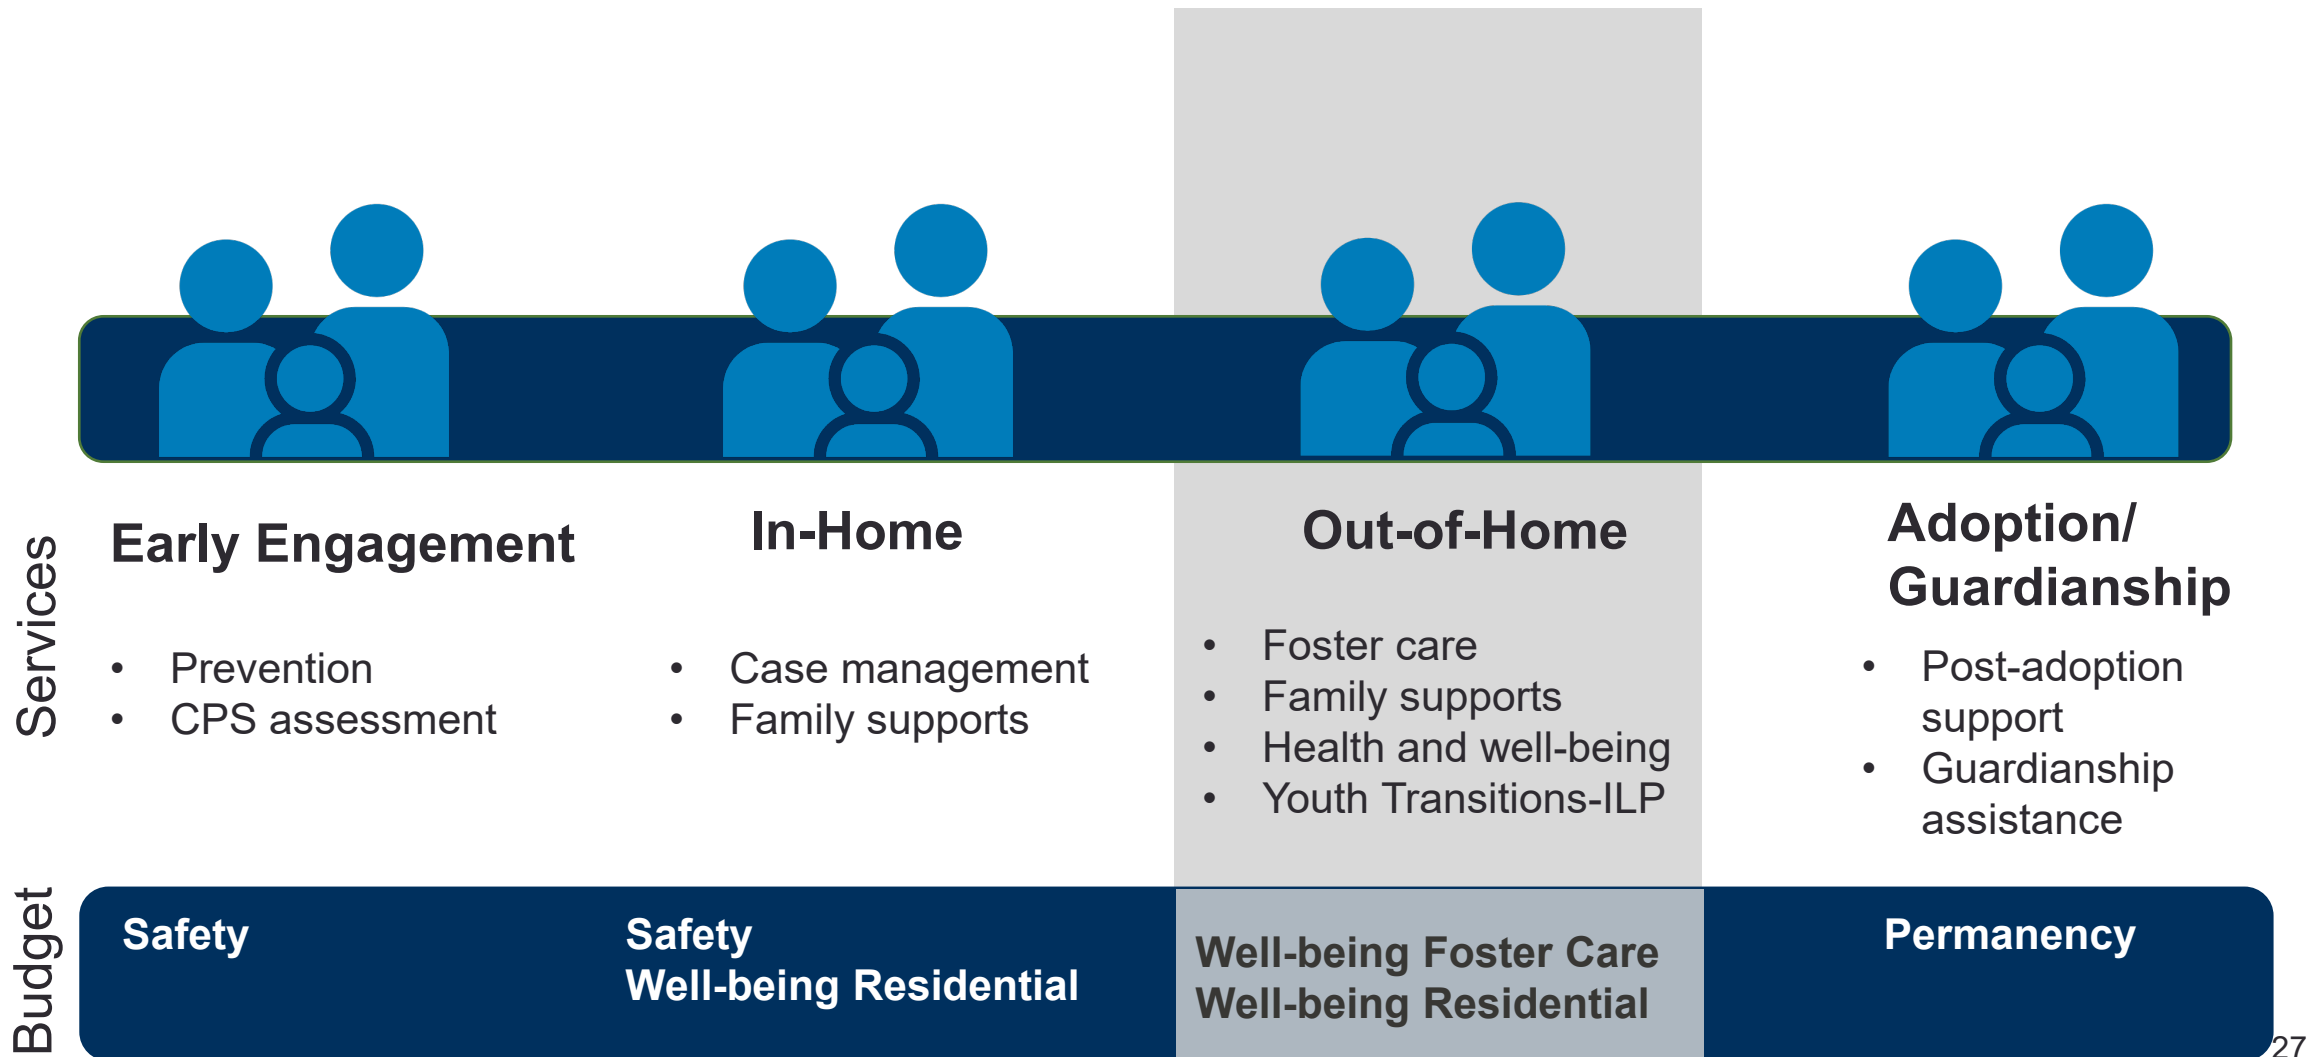 Services
Early Engagement
• Prevention
• CPS assessment
In-Home
• Case management
• Family supports
Out-of-Home
• Foster care
• Family supports
• Health and well-being
• Youth Transitions-ILP
Adoption/
Guardianship
• Post-adoption
support
• Guardianship
assistance
Budget
Safety
Safety
Well-being Residential
Well-being Foster Care
Well-being Residential
Permanency
27